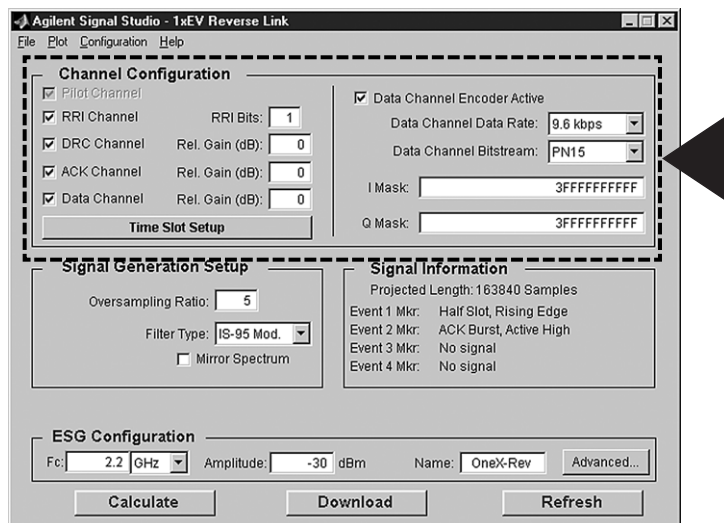 Agilent Signal Studio - 1xEV Reverse Link
File Plot Configuration Help
Channel Configuration
Pilot Channel
RRI Channel RRI Bits: 1
DRC Channel Rel. Gain (dB): 0
ACK Channel Rel. Gain (dB): 0
Data Channel Rel. Gain (dB): 0
Time Slot Setup
Data Channel Encoder Active
Data Channel Data Rate: 9.6 kbps
Data Channel Bitstream: PN15
I Mask: 3FFFFFFFFFF
Q Mask: 3FFFFFFFFFF
Signal Generation Setup
Oversampling Ratio: 5
Filter Type: IS-95 Mod.
Mirror Spectrum
Signal Information
Projected Length: 163840 Samples
Event 1 Mkr: Half Slot, Rising Edge
Event 2 Mkr: ACK Burst, Active High
Event 3 Mkr: No signal
Event 4 Mkr: No signal
ESG Configuration
Fc: 2.2 GHz Amplitude: -30 dBm Name: OneX-Rev Advanced...
Calculate Download Refresh